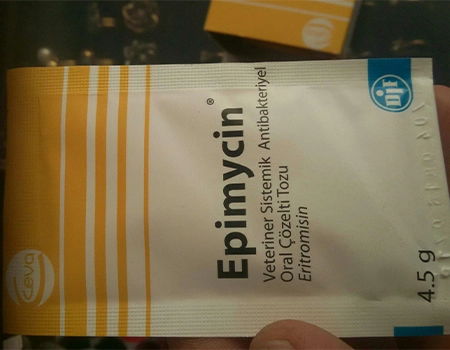 Epimycin®
Veteriner Sistemik Antibakteriyel
Oral Çözelti Tozu
Eritromisin
4.5 g
Ceva